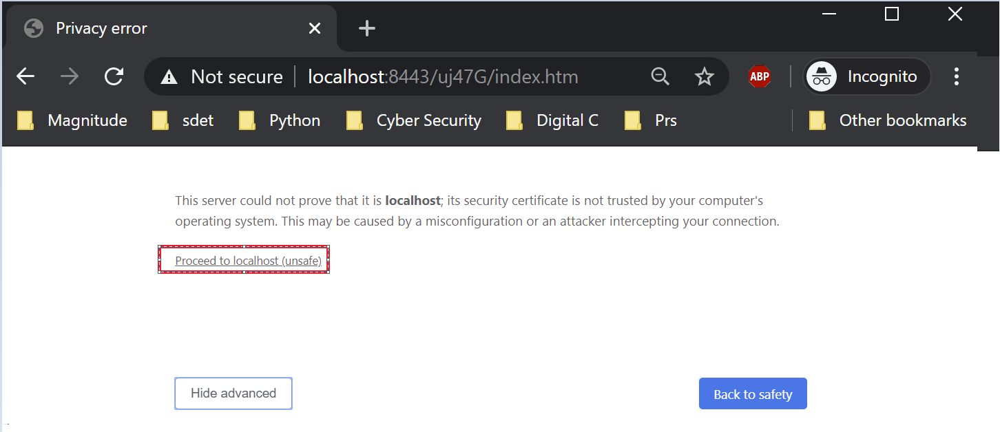 Privacy error
Not secure localhost:8443/uj47G/index.htm ABP Incognito
Magnitude sdet Python Cyber Security Digital C Prs Other bookmarks
This server could not prove that it is localhost; its security certificate is not trusted by your computer's
operating system. This may be caused by a misconfiguration or an attacker intercepting your connection.
Proceed to localhost (unsafe)
Hide advanced Back to safety